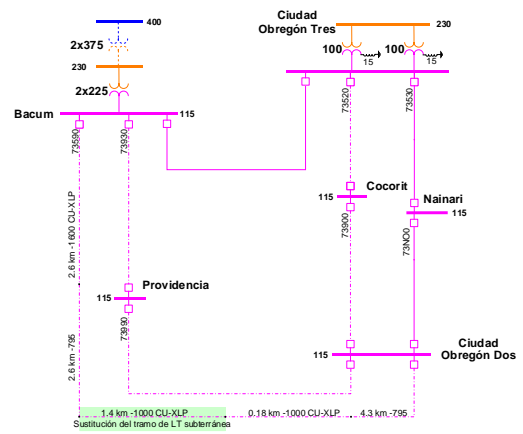 400
2x375
230
2x225
Bacum
115
73590
73930
Ciudad
Obregón Tres
230
100
100
15
15
73520
73530
Cocorit
115
73900
Nainari
115
73NO0
2.6 km -1600 CU-XLP
2.6 km -795
Providencia
115
73990
Ciudad
Obregón Dos
115
1.4 km -1000 CU-XLP
0.18 km -1000 CU-XLP
4.3 km -795
Sustitución del tramo de LT subterránea